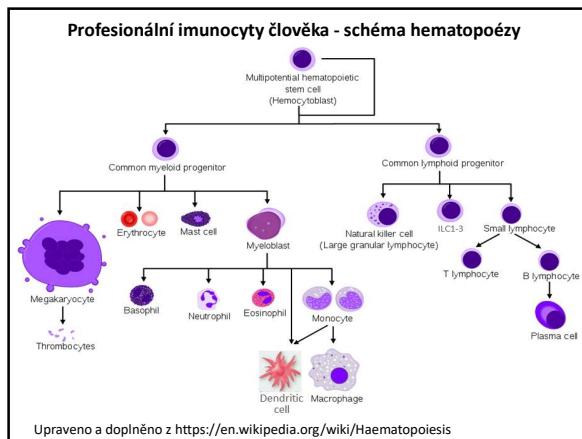 Profesionální imunocyty člověka - schéma hematopoézy
Multipotential hematopoietic
stem cell
(Hemocytoblast)
Common myeloid progenitor
Common lymphoid progenitor
Erythrocyte
Mast cell
Myeloblast
Natural killer cell
(Large granular lymphocyte)
ILC1-3
Small lymphocyte
T lymphocyte
B lymphocyte
Megakaryocyte
Basophil
Neutrophil
Eosinophil
Monocyte
Plasma cell
Thrombocytes
Dendritic
cell
Macrophage
Upraveno a doplněno z https://en.wikipedia.org/wiki/Haematopoiesis